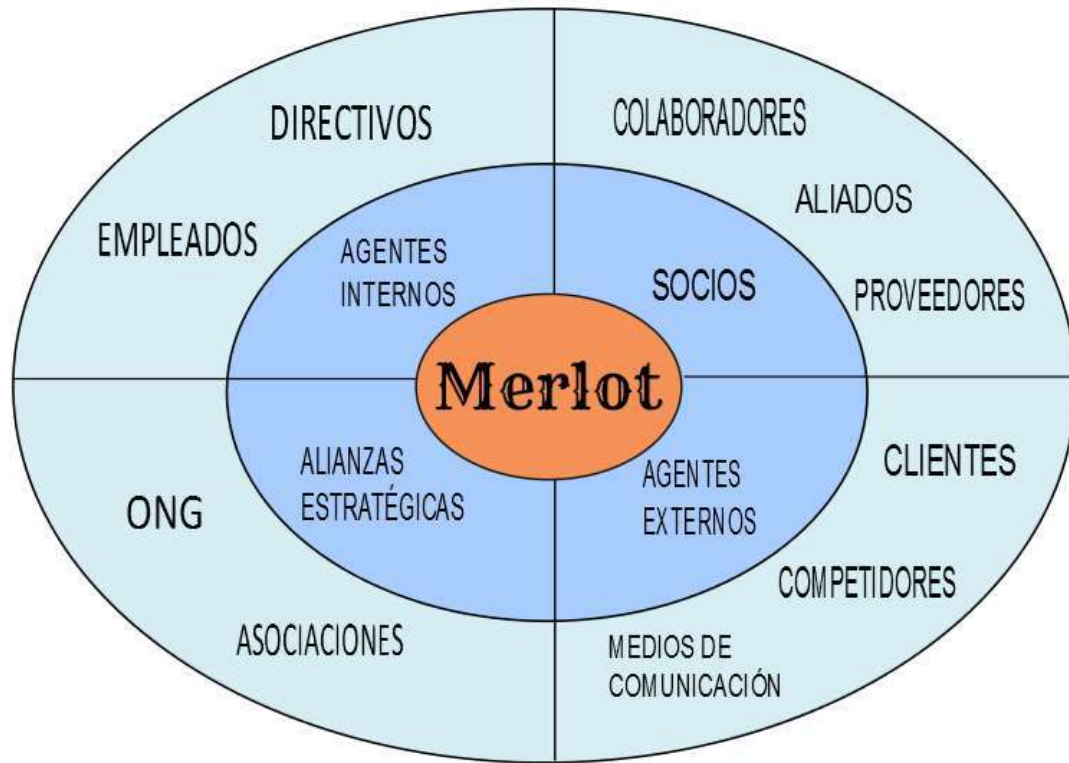 DIRECTIVOS
EMPLEADOS
AGENTES
INTERNOS
COLABORADORES
ALIADOS
PROVEEDORES
SOCIOS
Merlot
ALIANZAS
ESTRATÉGICAS
ONG
ASOCIACIONES
AGENTES
EXTERNOS
CLIENTES
COMPETIDORES
MEDIOS DE
COMUNICACIÓN